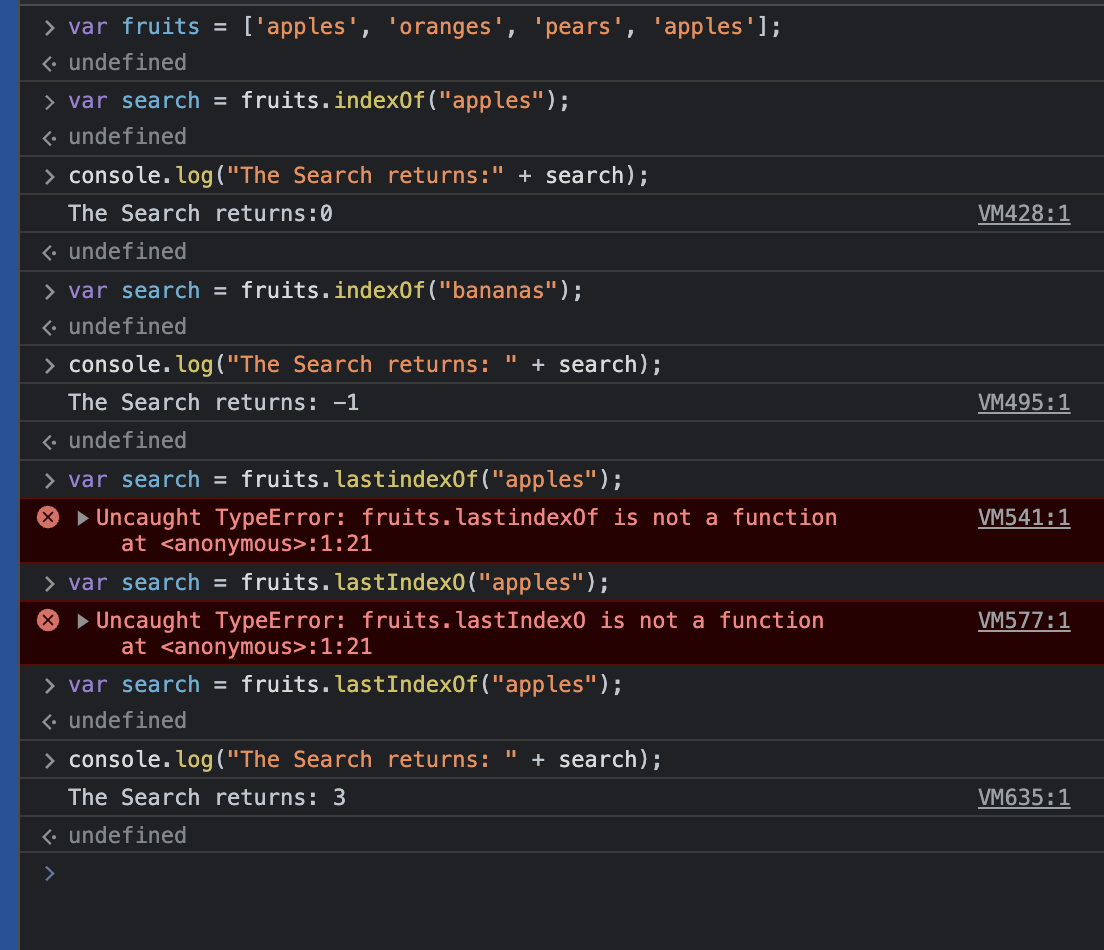 var fruits = ['apples', 'oranges', 'pears', 'apples'];
undefined
var search = fruits.indexOf("apples");
undefined
console.log("The Search returns:" + search);
The Search returns:0 VM428:1
undefined
var search = fruits.indexOf("bananas");
undefined
console.log("The Search returns: " + search);
The Search returns: −1 VM495:1
undefined
var search = fruits.lastindexOf("apples");
Uncaught TypeError: fruits.lastindexOf is not a function VM541:1
at <anonymous>:1:21
var search = fruits.lastIndexO("apples");
Uncaught TypeError: fruits.lastIndexO is not a function VM577:1
at <anonymous>:1:21
var search = fruits.lastIndexOf("apples");
undefined
console.log("The Search returns: " + search);
The Search returns: 3 VM635:1
undefined